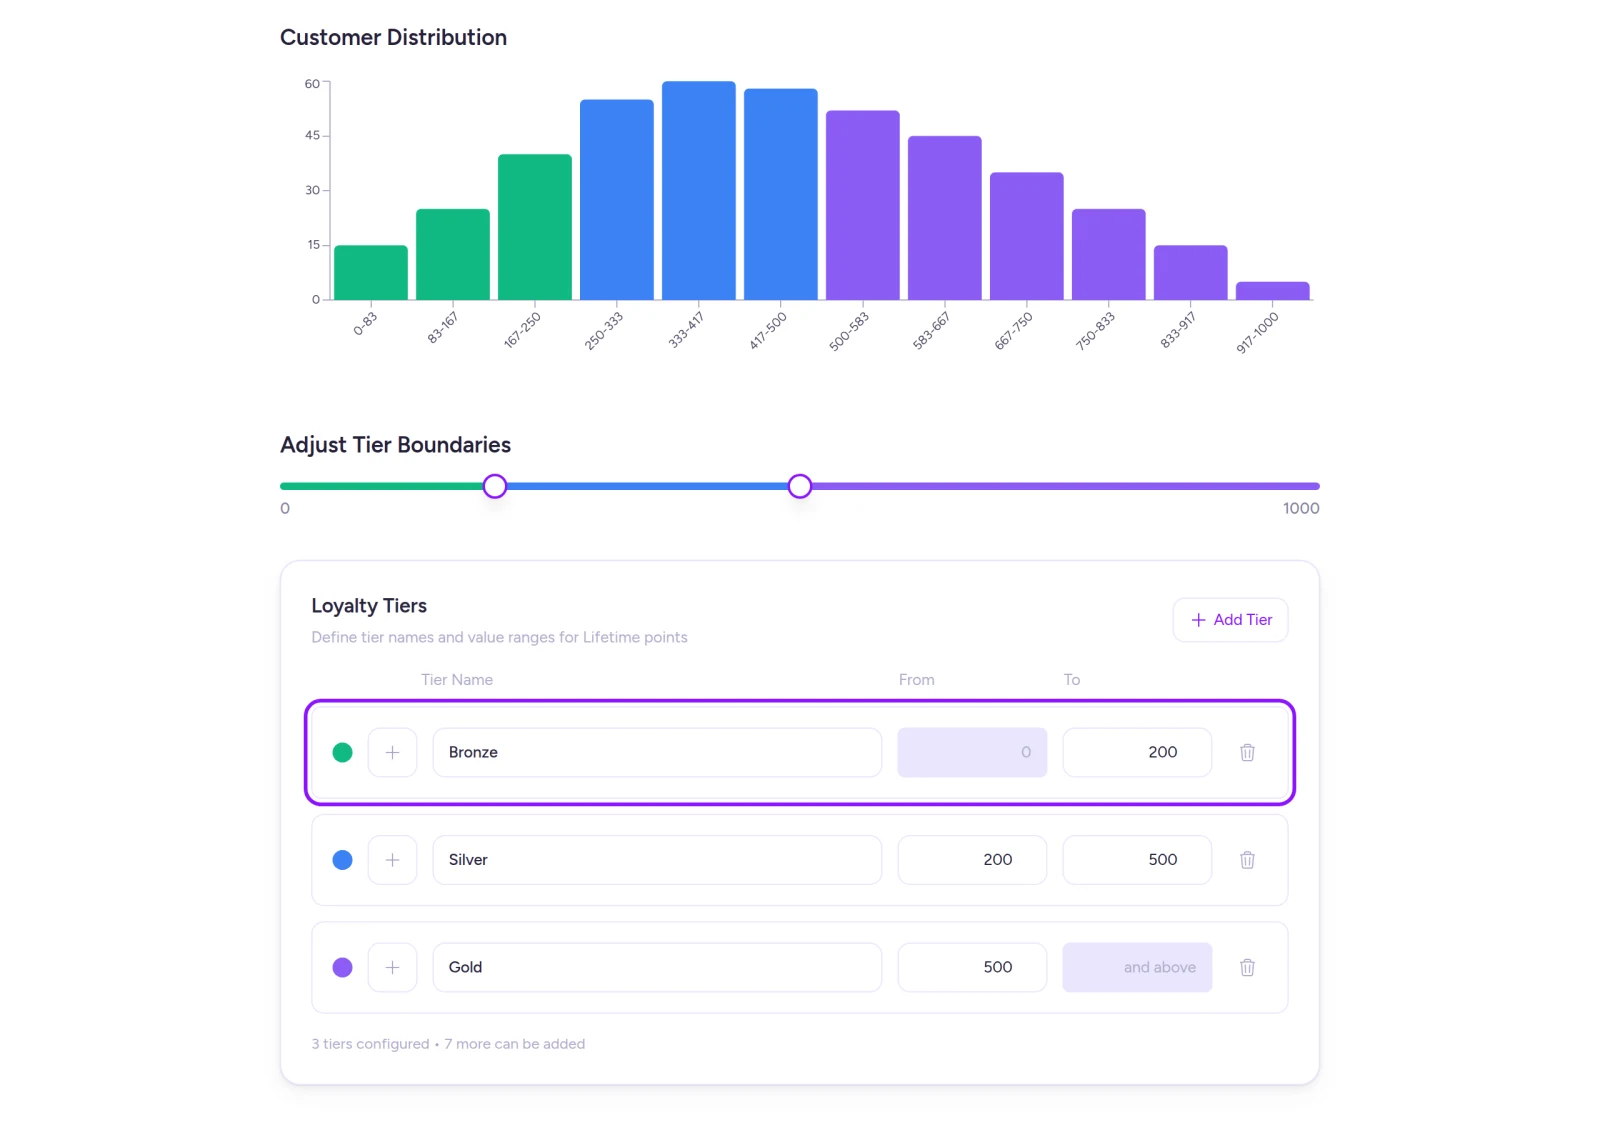 Customer Distribution
60
45
30
15
0
0-83
83-167
167-250
250-333
333-417
417-500
500-583
583-667
667-750
750-833
833-917
917-1000
Adjust Tier Boundaries
0 1000
Loyalty Tiers
Define tier names and value ranges for Lifetime points
+ Add Tier
Tier Name From To
Bronze 0 200
Silver 200 500
Gold 500 and above
3 tiers configured • 7 more can be added